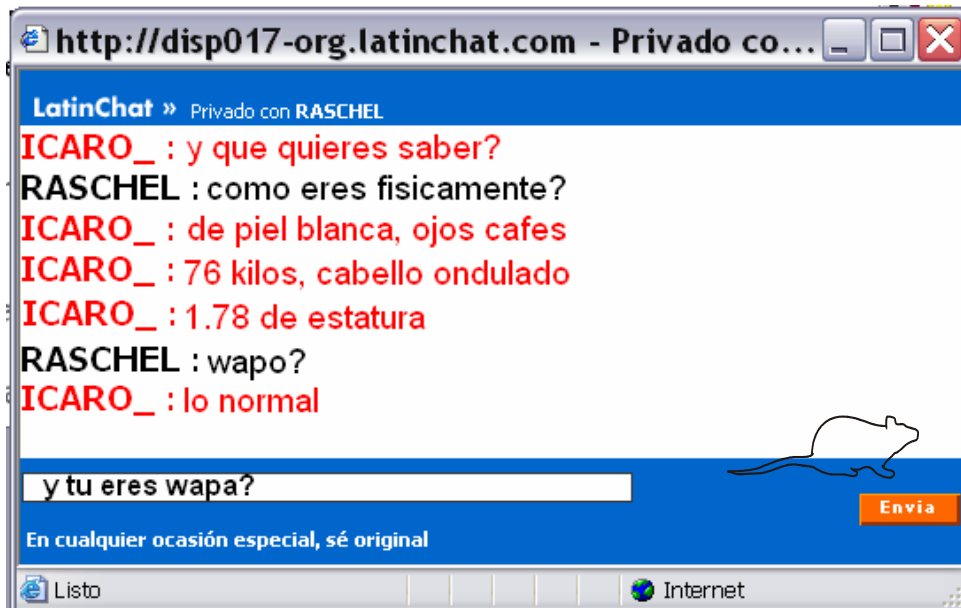 http://disp017-org.latinchat.com - Privado co...
LatinChat » Privado con RASCHEL
ICARO_ : y que quieres saber?
RASCHEL : como eres fisicamente?
ICARO_ : de piel blanca, ojos cafes
ICARO_ : 76 kilos, cabello ondulado
ICARO_ : 1.78 de estatura
RASCHEL : wapo?
ICARO_ : lo normal
y tu eres wapa?
Envia
En cualquier ocasión especial, sé original
Listo Internet